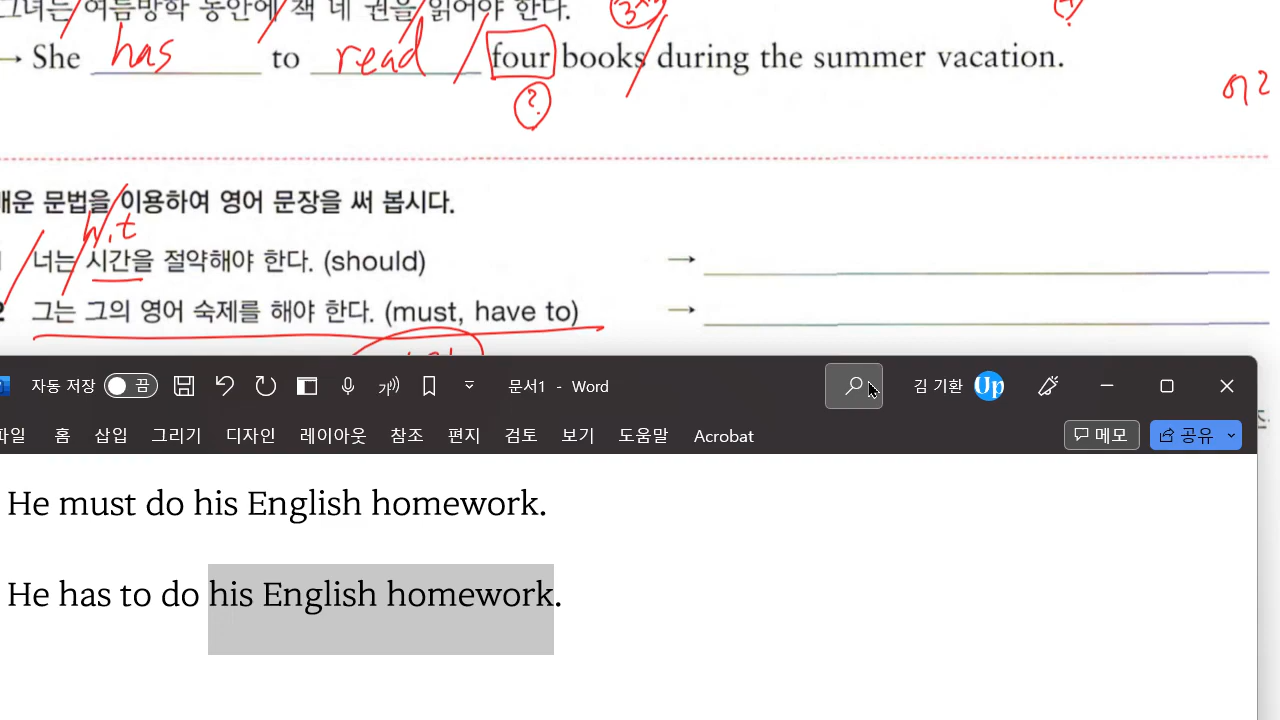 그녀는 여름방학 동안에 책 네 권을 읽어야 한다.
→ She has to read four books during the summer vacation.
?
배운 문법을 이용하여 영어 문장을 써 봅시다.
너는 시간을 절약해야 한다. (should) →
2 그는 그의 영어 숙제를 해야 한다. (must, have to) →
자동 저장 끔 가)) 문서1 - Word 김 기환 Up
파일 홈 삽입 그리기 디자인 레이아웃 참조 편지 검토 보기 도움말 Acrobat 메모 공유
He must do his English homework.
He has to do his English homework.